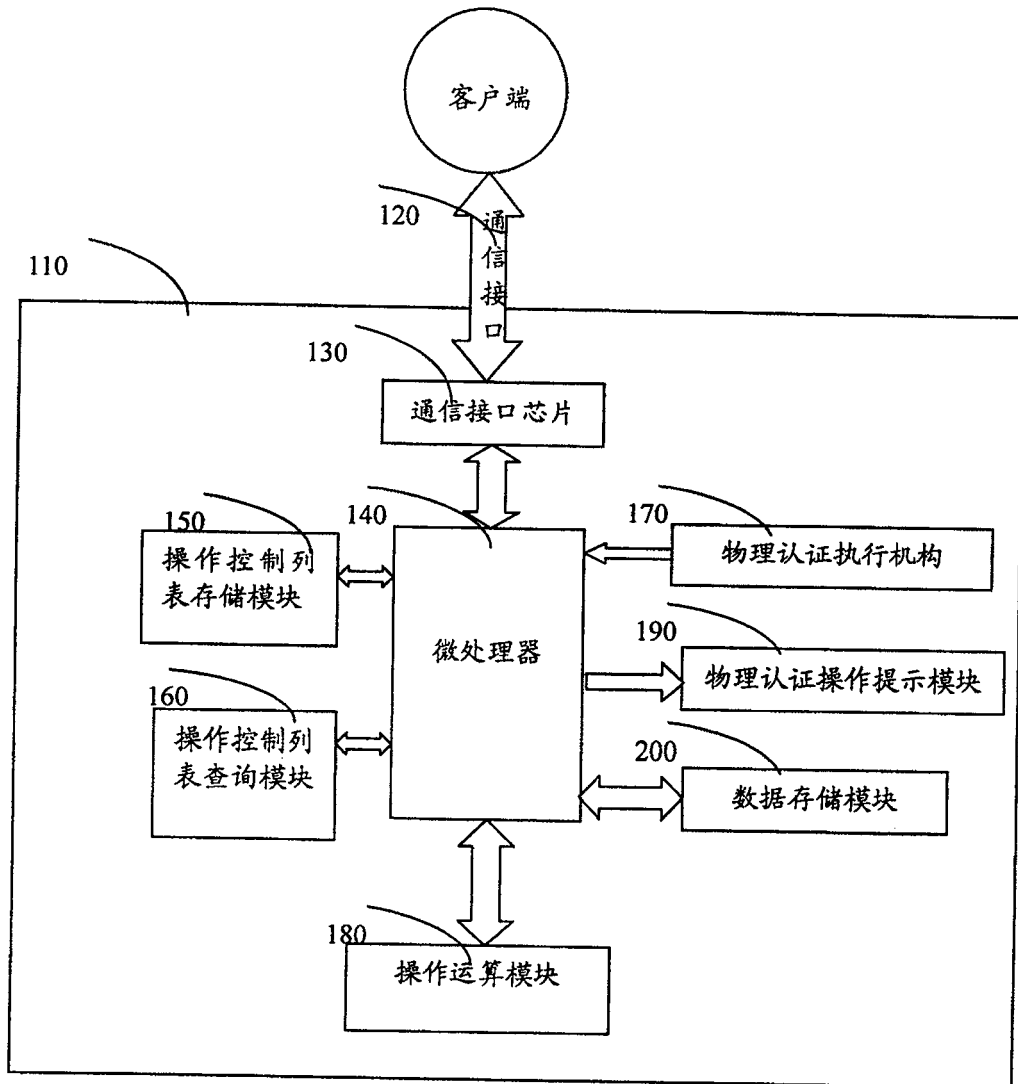 客户端
120
通
信
接
口
110
130
通信接口芯片
140
150
操作控制列
表存储模块
170
物理认证执行机构
微处理器
190
物理认证操作提示模块
160
操作控制列
表查询模块
200
数据存储模块
180
操作运算模块